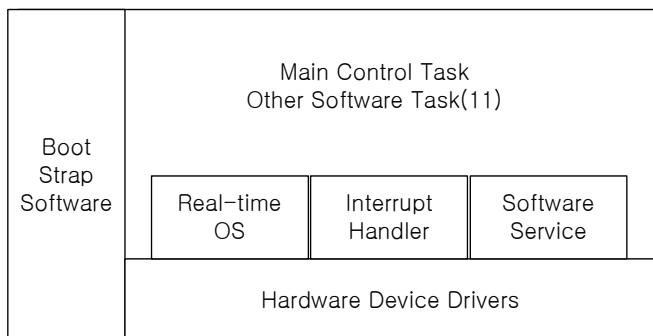 Main Control Task
Other Software Task(11)
Boot
Strap
Software
Real-time
OS
Interrupt
Handler
Software
Service
Hardware Device Drivers